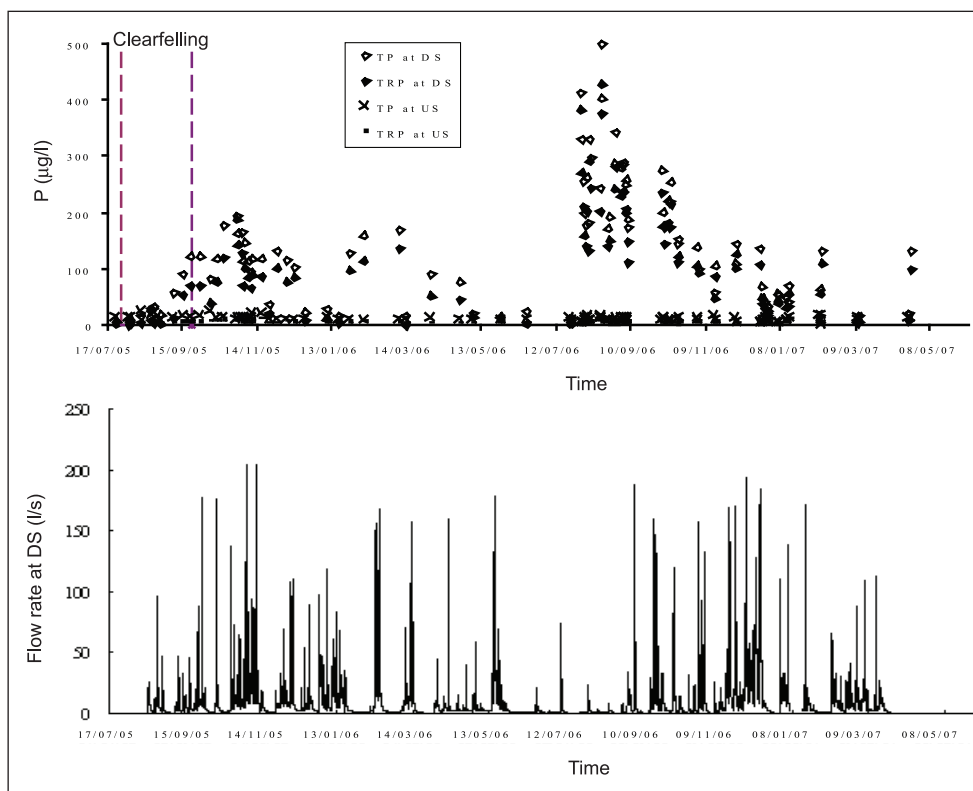 Clearfelling
500
400
300
200
100
0
P (µg/l)
TP at DS
TRP at DS
TP at US
TRP at US
17/07/05 15/09/05 14/11/05 13/01/06 14/03/06 13/05/06 12/07/06 10/09/06 09/11/06 08/01/07 09/03/07 08/05/07
Time
250
200
150
100
50
0
Flow rate at DS (l/s)
17/07/05 15/09/05 14/11/05 13/01/06 14/03/06 13/05/06 12/07/06 10/09/06 09/11/06 08/01/07 09/03/07 08/05/07
Time